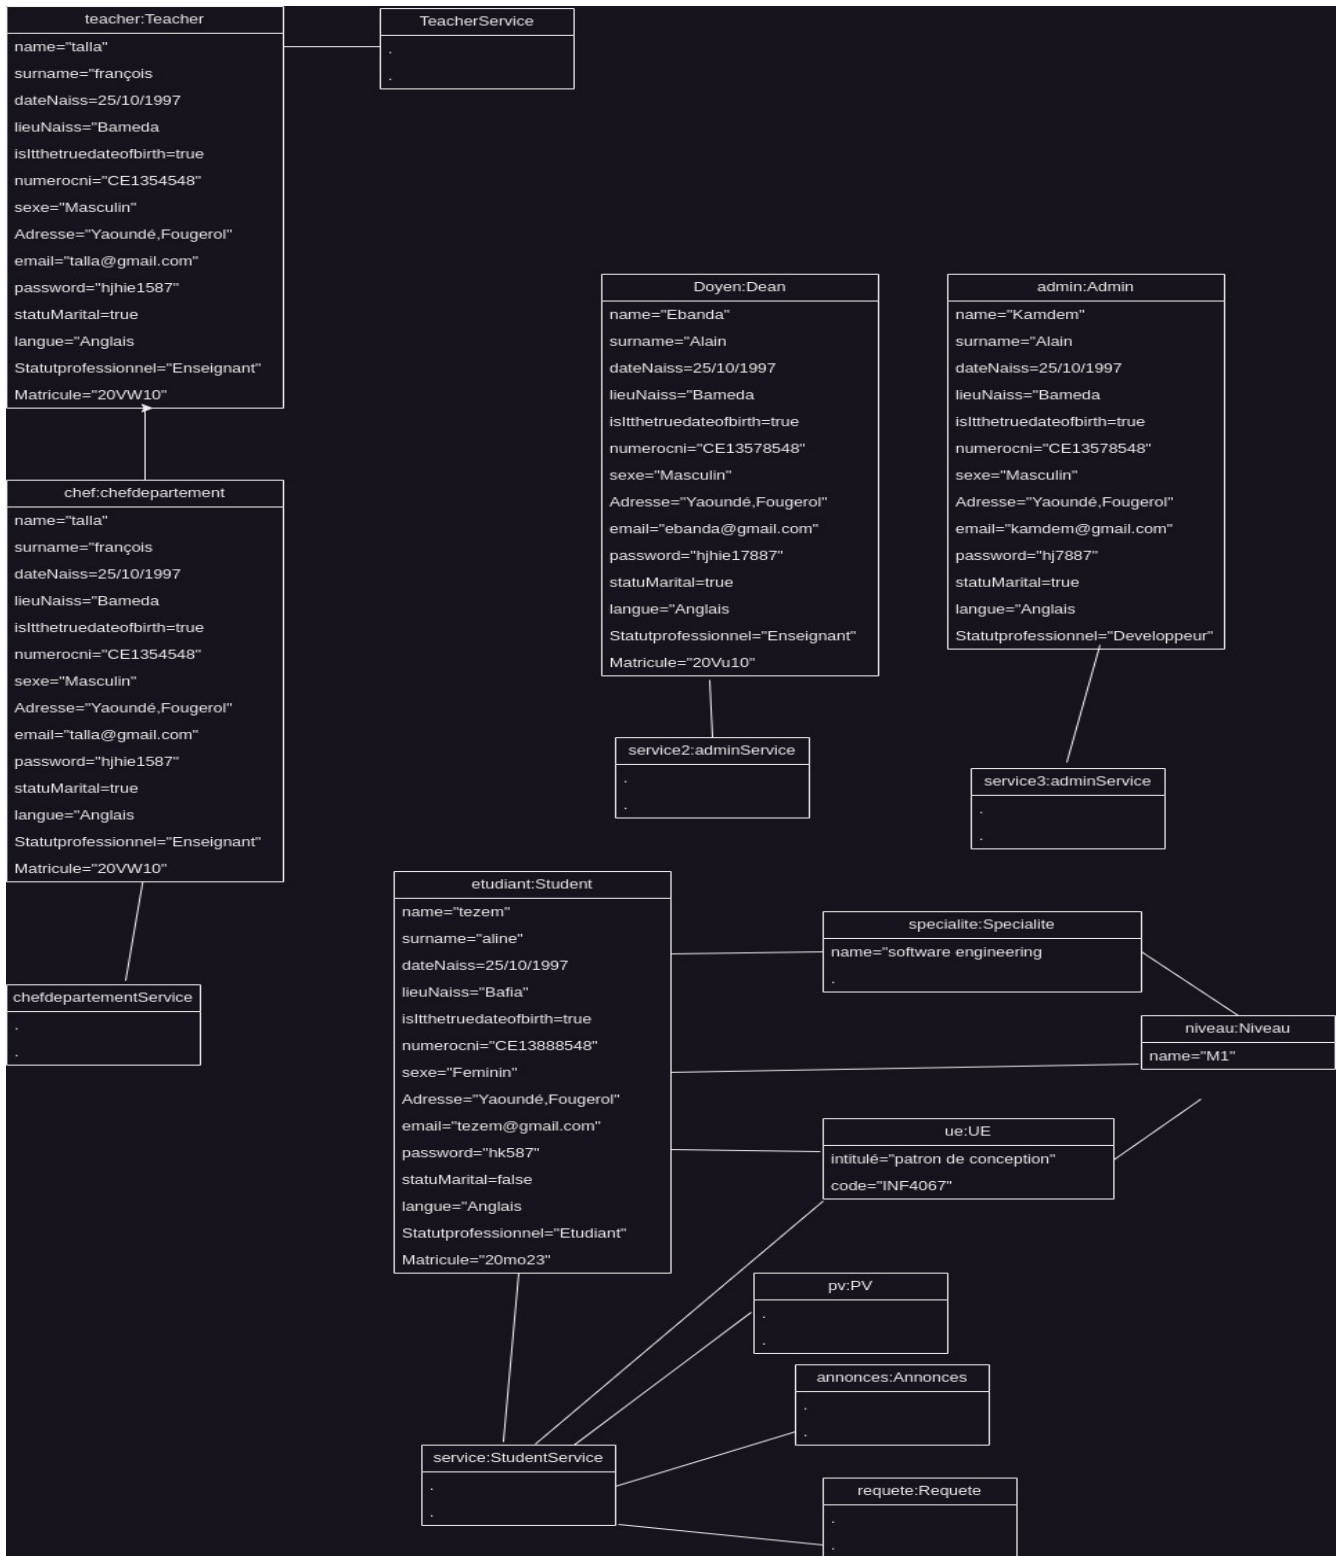 teacher:Teacher
name="talla"
surname="françois
dateNaiss=25/10/1997
lieuNaiss="Bameda
isItthetruedateofbirth=true
numerocni="CE1354548"
sexe="Masculin"
Adresse="Yaoundé,Fougerol"
email="talla@gmail.com"
password="hjhie1587"
statuMarital=true
langue="Anglais
Statutprofessionnel="Enseignant"
Matricule="20VW10"
TeacherService
.
.
chef:chefdepartement
name="talla"
surname="françois
dateNaiss=25/10/1997
lieuNaiss="Bameda
isItthetruedateofbirth=true
numerocni="CE1354548"
sexe="Masculin"
Adresse="Yaoundé,Fougerol"
email="talla@gmail.com"
password="hjhie1587"
statuMarital=true
langue="Anglais
Statutprofessionnel="Enseignant"
Matricule="20VW10"
chefdepartementService
.
.
Doyen:Dean
name="Ebanda"
surname="Alain
dateNaiss=25/10/1997
lieuNaiss="Bameda
isItthetruedateofbirth=true
numerocni="CE13578548"
sexe="Masculin"
Adresse="Yaoundé,Fougerol"
email="ebanda@gmail.com"
password="hjhie17887"
statuMarital=true
langue="Anglais
Statutprofessionnel="Enseignant"
Matricule="20Vu10"
service2:adminService
.
.
admin:Admin
name="Kamdem"
surname="Alain
dateNaiss=25/10/1997
lieuNaiss="Bameda
isItthetruedateofbirth=true
numerocni="CE13578548"
sexe="Masculin"
Adresse="Yaoundé,Fougerol"
email="kamdem@gmail.com"
password="hj7887"
statuMarital=true
langue="Anglais
Statutprofessionnel="Developpeur"
service3:adminService
.
.
etudiant:Student
name="tezem"
surname="aline"
dateNaiss=25/10/1997
lieuNaiss="Bafia"
isItthetruedateofbirth=true
numerocni="CE13888548"
sexe="Feminin"
Adresse="Yaoundé,Fougerol"
email="tezem@gmail.com"
password="hk587"
statuMarital=false
langue="Anglais
Statutprofessionnel="Etudiant"
Matricule="20mo23"
specialite:Specialite
name="software engineering
.
niveau:Niveau
name="M1"
ue:UE
intitulé="patron de conception"
code="INF4067"
pv:PV
.
.
annonces:Annonces
.
.
service:StudentService
.
.
requete:Requete
.
.